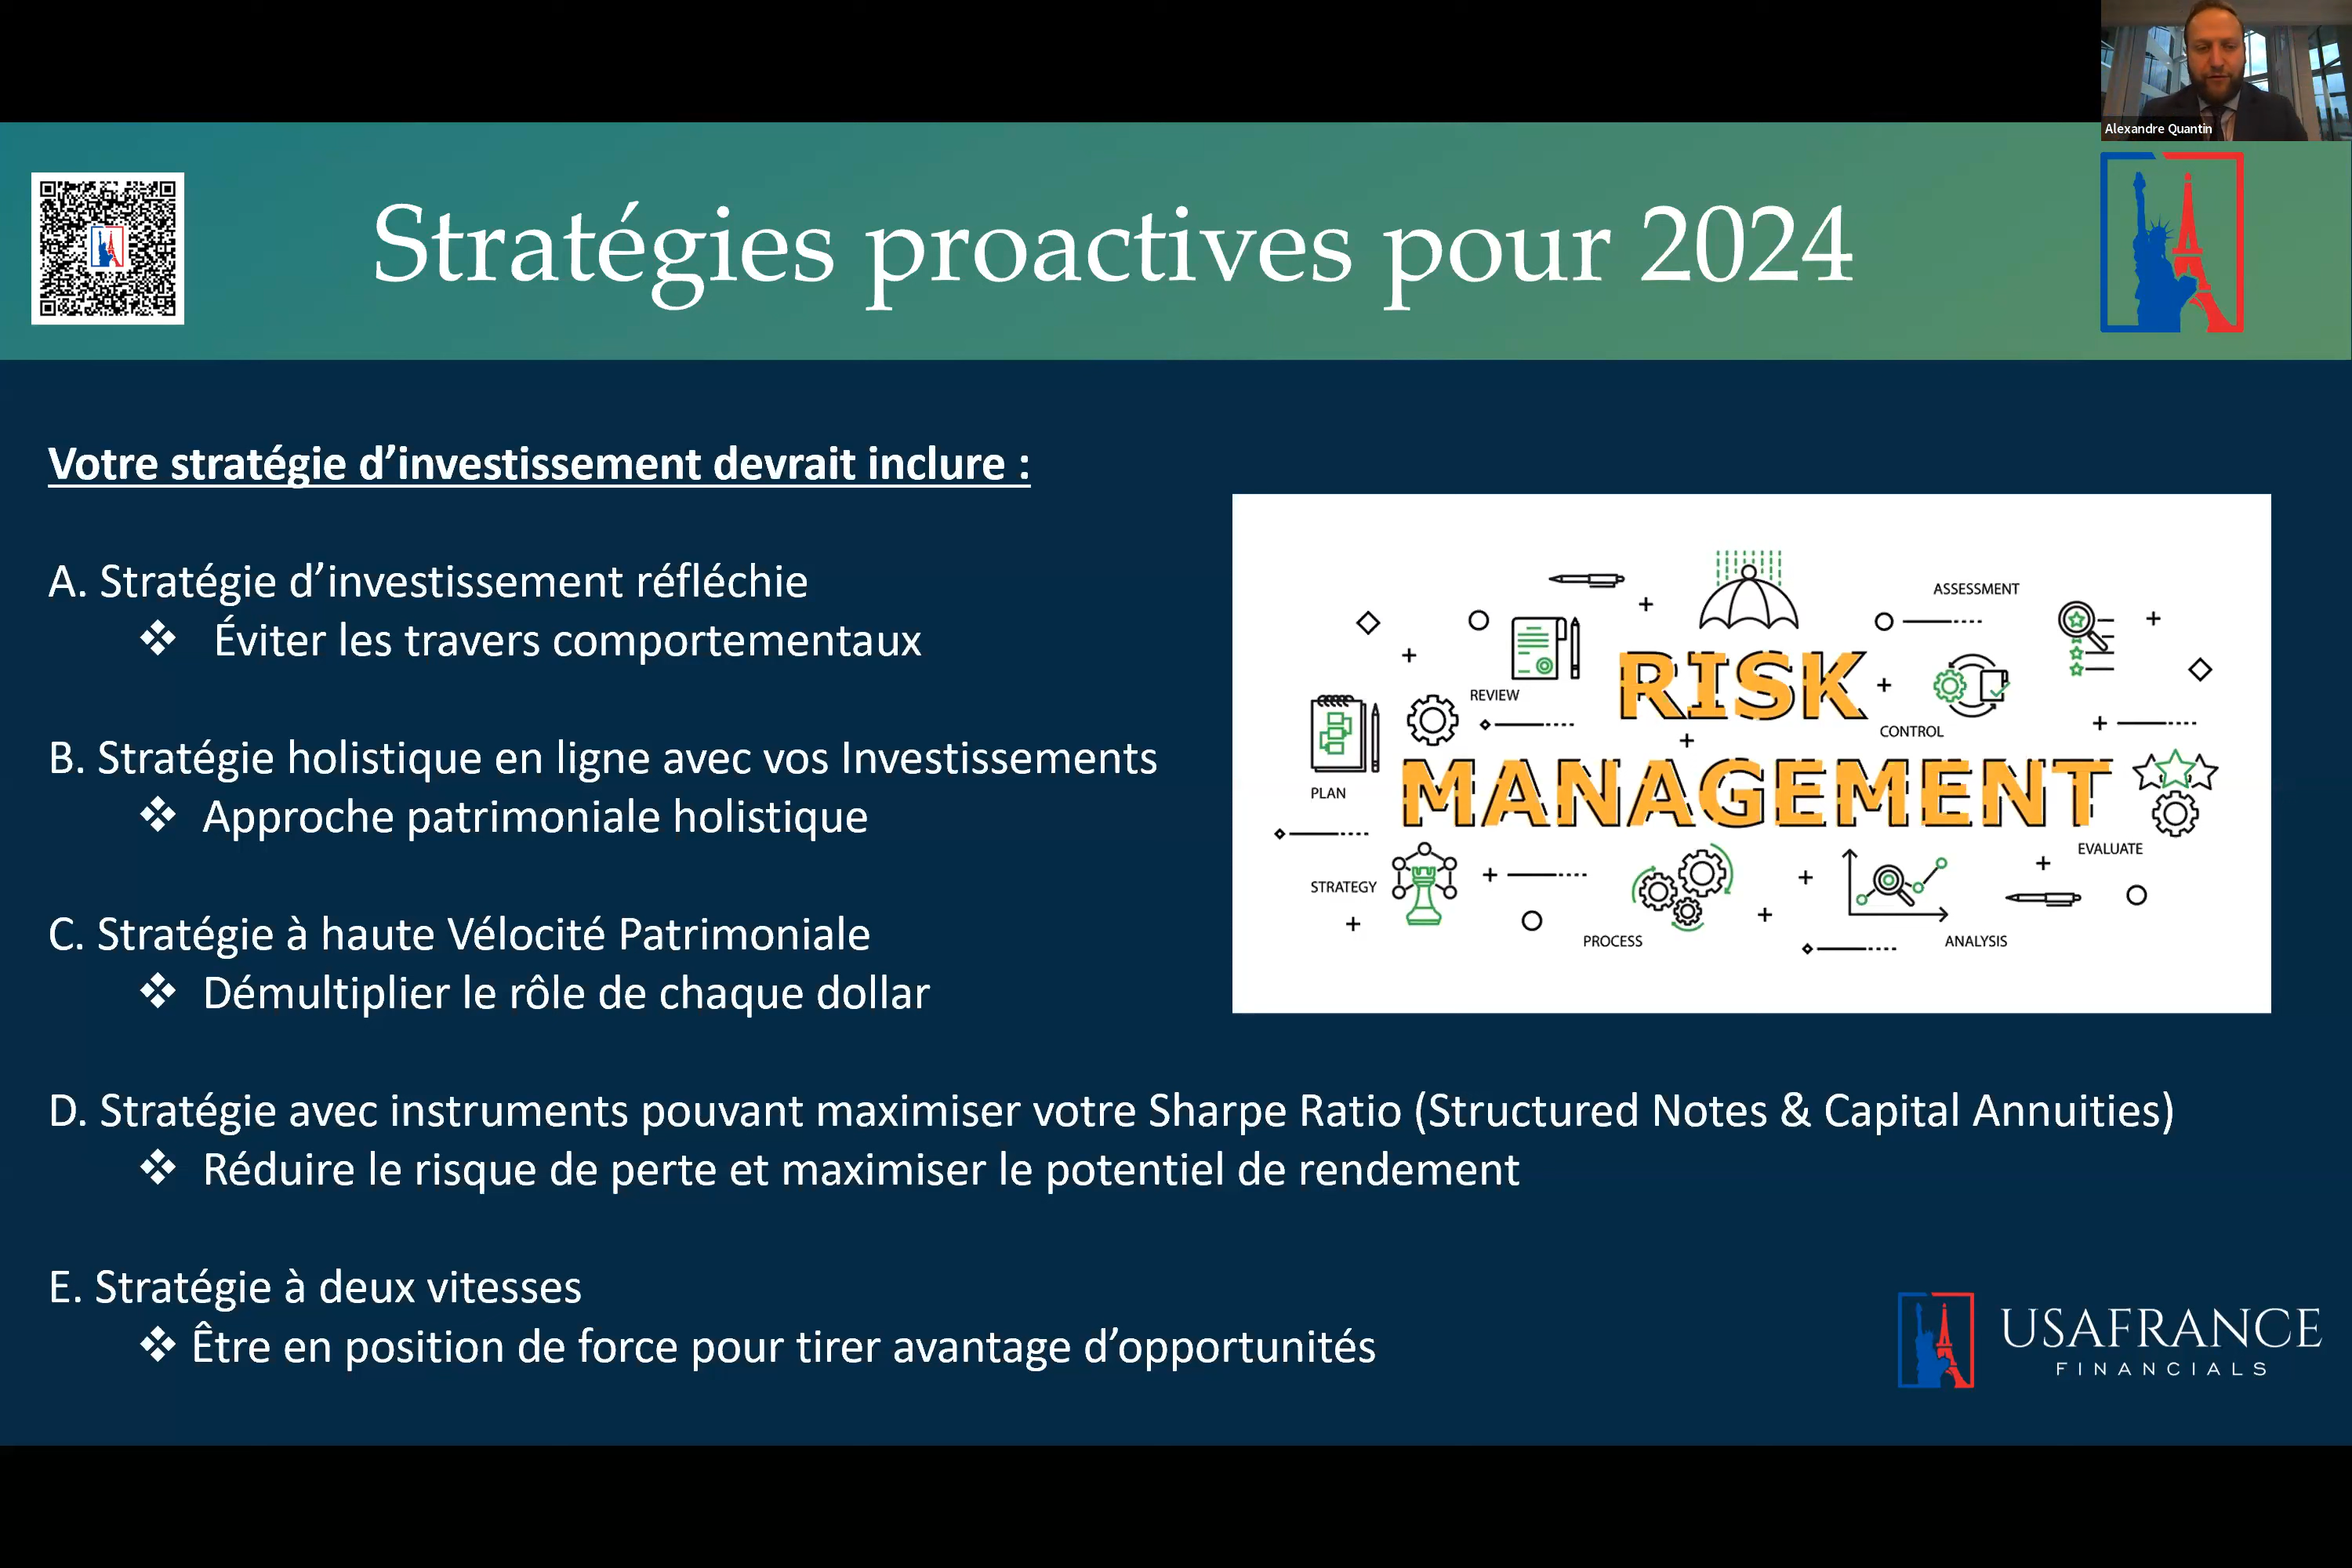 Alexandre Quantin
Stratégies proactives pour 2024
Votre stratégie d’investissement devrait inclure :
A. Stratégie d’investissement réfléchie
❖ Éviter les travers comportementaux
B. Stratégie holistique en ligne avec vos Investissements
❖ Approche patrimoniale holistique
C. Stratégie à haute Vélocité Patrimoniale
❖ Démultiplier le rôle de chaque dollar
D. Stratégie avec instruments pouvant maximiser votre Sharpe Ratio (Structured Notes & Capital Annuities)
❖ Réduire le risque de perte et maximiser le potentiel de rendement
E. Stratégie à deux vitesses
❖ Être en position de force pour tirer avantage d’opportunités
ASSESSMENT
RISK
REVIEW
CONTROL
MANAGEMENT
PLAN
EVALUATE
STRATEGY
PROCESS
ANALYSIS
USAFRANCE
FINANCIALS